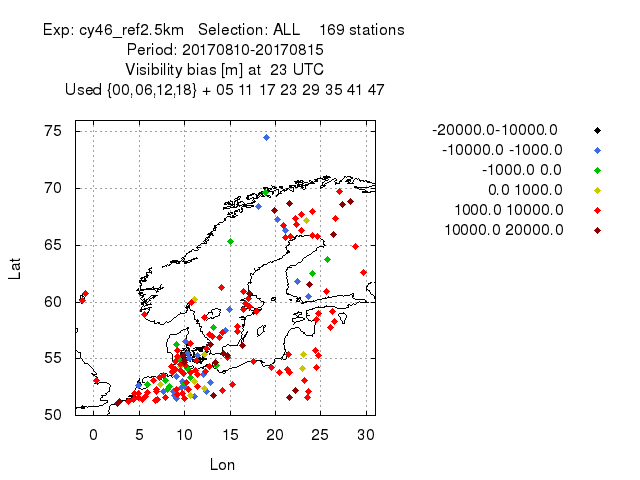 Exp: cy46_ref2.5km   Selection: ALL    169 stations
Period: 20170810-20170815
Visibility bias [m] at  23 UTC
Used {00,06,12,18} + 05 11 17 23 29 35 41 47
75
70
65
60
55
50
Lat
0 5 10 15 20 25 30
Lon
-20000.0-10000.0
-10000.0 -1000.0
-1000.0 0.0
0.0 1000.0
1000.0 10000.0
10000.0 20000.0